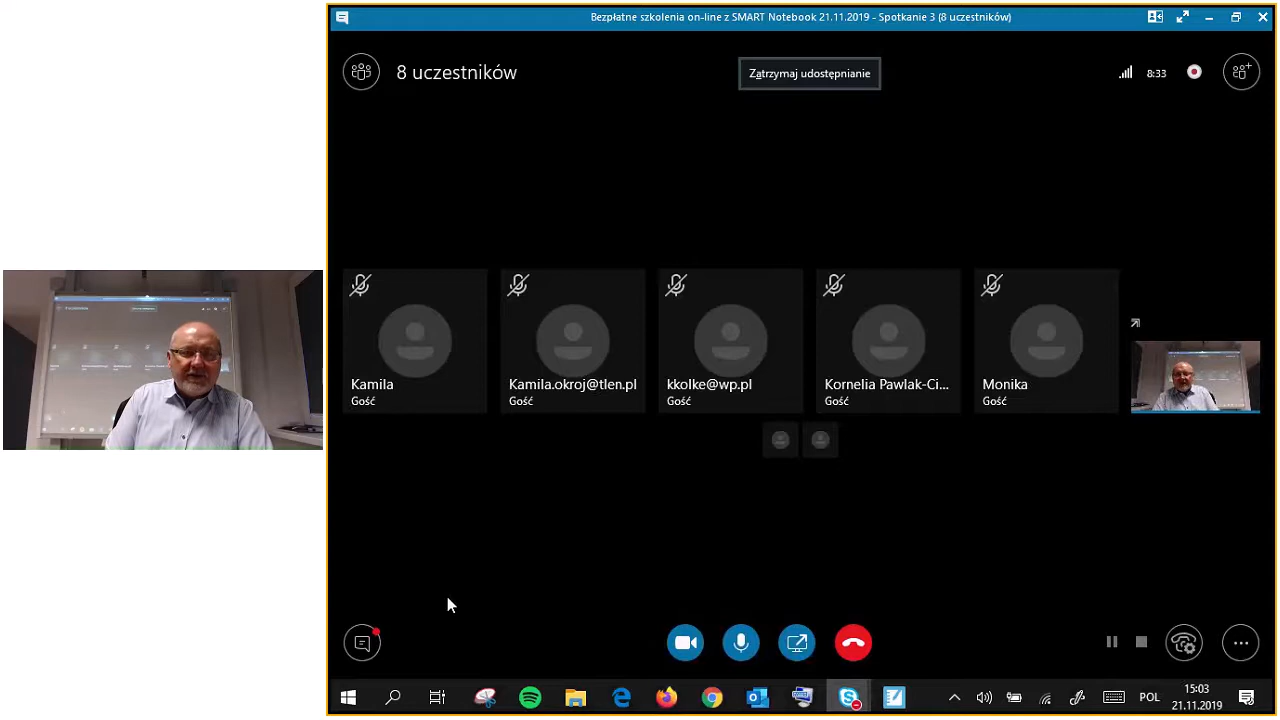 Bezpłatne szkolenia on-line z SMART Notebook 21.11.2019 - Spotkanie 3 (8 uczestników)
8 uczestników
Zatrzymaj udostępnianie
8:33
Kamila
Gość
Kamila.okroj@tlen.pl
Gość
kkolke@wp.pl
Gość
Kornelia Pawlak-Ci...
Gość
Monika
Gość
POL
15:03
21.11.2019